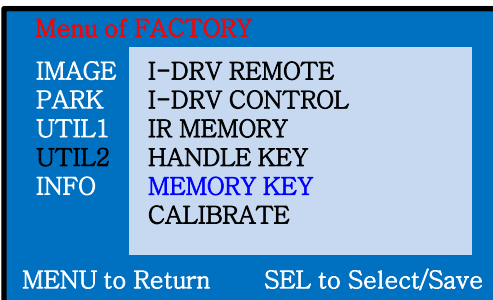 Menu of FACTORY
IMAGE I-DRV REMOTE
PARK I-DRV CONTROL
UTIL1 IR MEMORY
UTIL2 HANDLE KEY
INFO MEMORY KEY
CALIBRATE
MENU to Return SEL to Select/Save